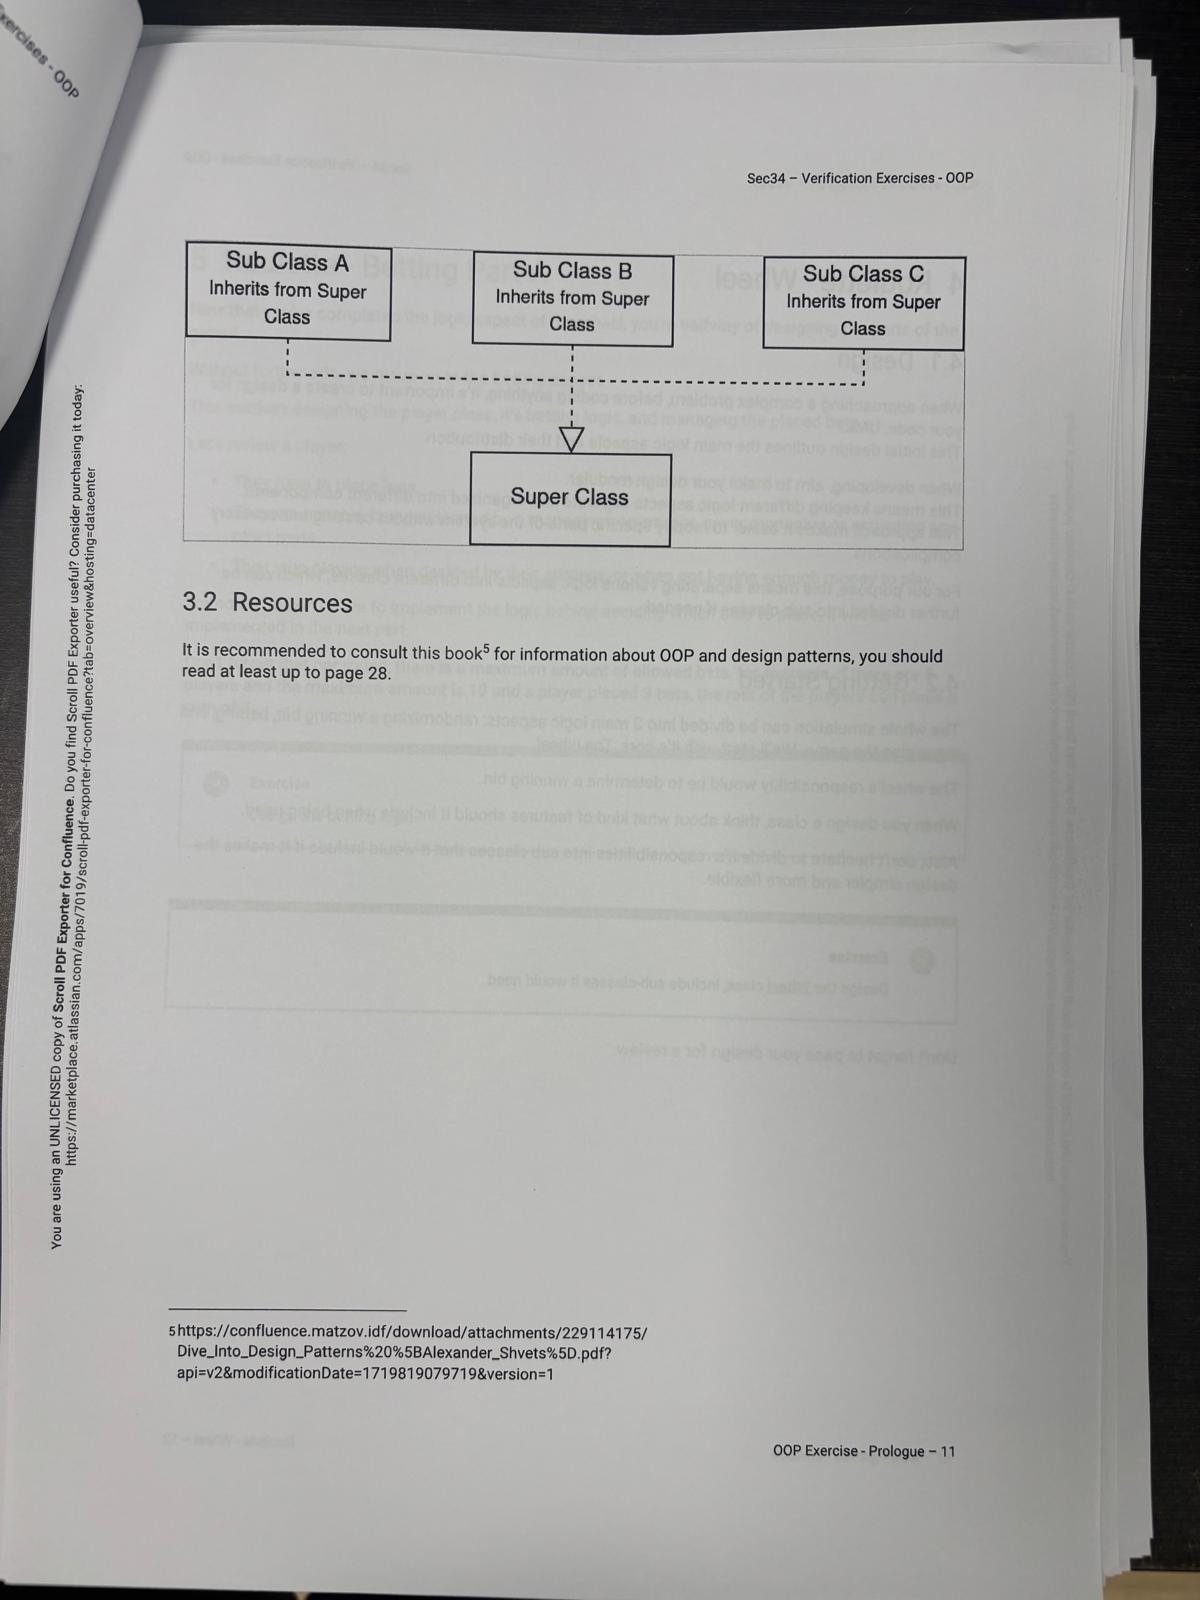 Exercises - OOP
Sec34 – Verification Exercises - OOP
Sub Class A
Inherits from Super
Class
Sub Class B
Inherits from Super
Class
Sub Class C
Inherits from Super
Class
Super Class
3.2 Resources
It is recommended to consult this book5 for information about OOP and design patterns, you should
read at least up to page 28.
You are using an UNLICENSED copy of Scroll PDF Exporter for Confluence. Do you find Scroll PDF Exporter useful? Consider purchasing it today:
https://marketplace.atlassian.com/apps/7019/scroll-pdf-exporter-for-confluence?tab=overview&hosting=datacenter
5 https://confluence.matzov.idf/download/attachments/229114175/
Dive_Into_Design_Patterns%20%5BAlexander_Shvets%5D.pdf?
api=v2&modificationDate=1719819079719&version=1
OOP Exercise - Prologue – 11